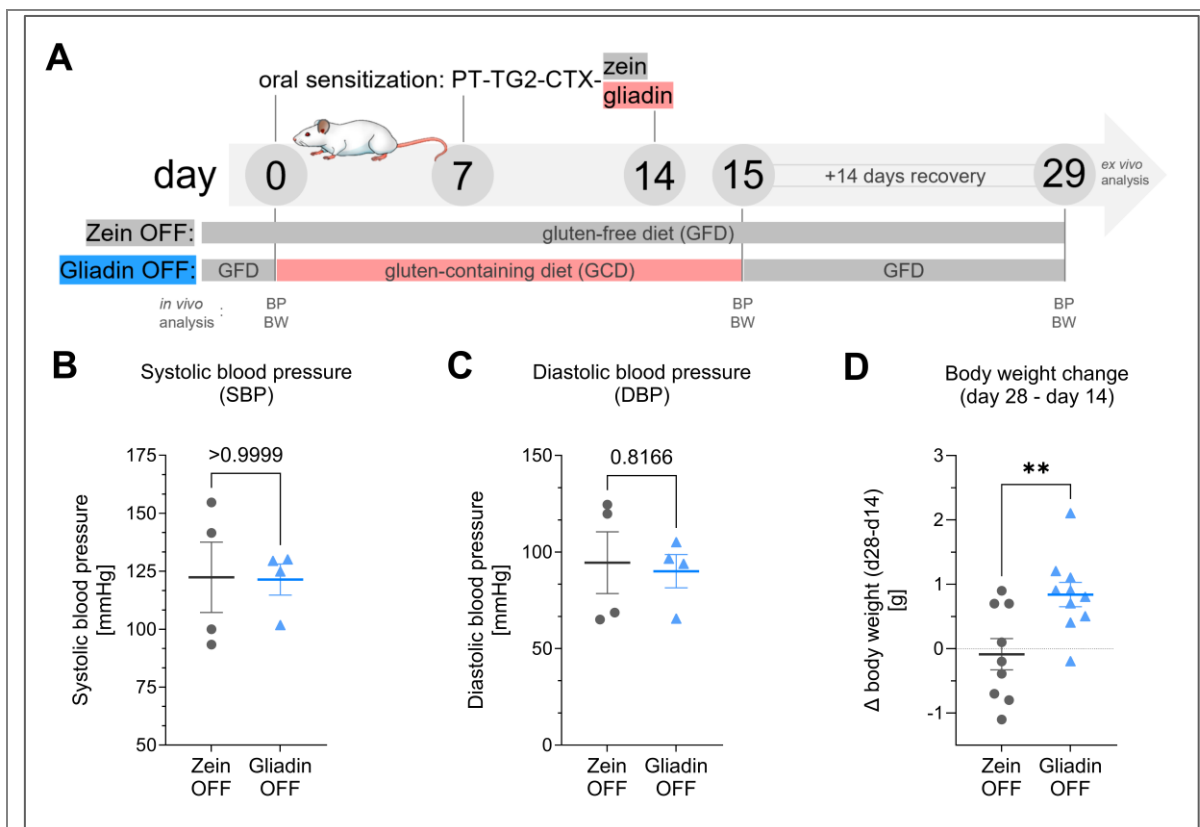 A
oral sensitization: PT-TG2-CTX-
zein
gliadin
day
0
7
14
15
+14 days recovery
29
ex vivo
analysis
Zein OFF:
gluten-free diet (GFD)
Gliadin OFF:
GFD
gluten-containing diet (GCD)
GFD
in vivo
analysis :
BP
BW
BP
BW
BP
BW
B
Systolic blood pressure
(SBP)
Systolic blood pressure
[mmHg]
175
150
125
100
75
50
>0.9999
Zein
OFF
Gliadin
OFF
C
Diastolic blood pressure
(DBP)
Diastolic blood pressure
[mmHg]
150
100
50
0
0.8166
Zein
OFF
Gliadin
OFF
D
Body weight change
(day 28 - day 14)
Δ body weight (d28-d14)
[g]
3
2
1
0
-1
**
Zein
OFF
Gliadin
OFF